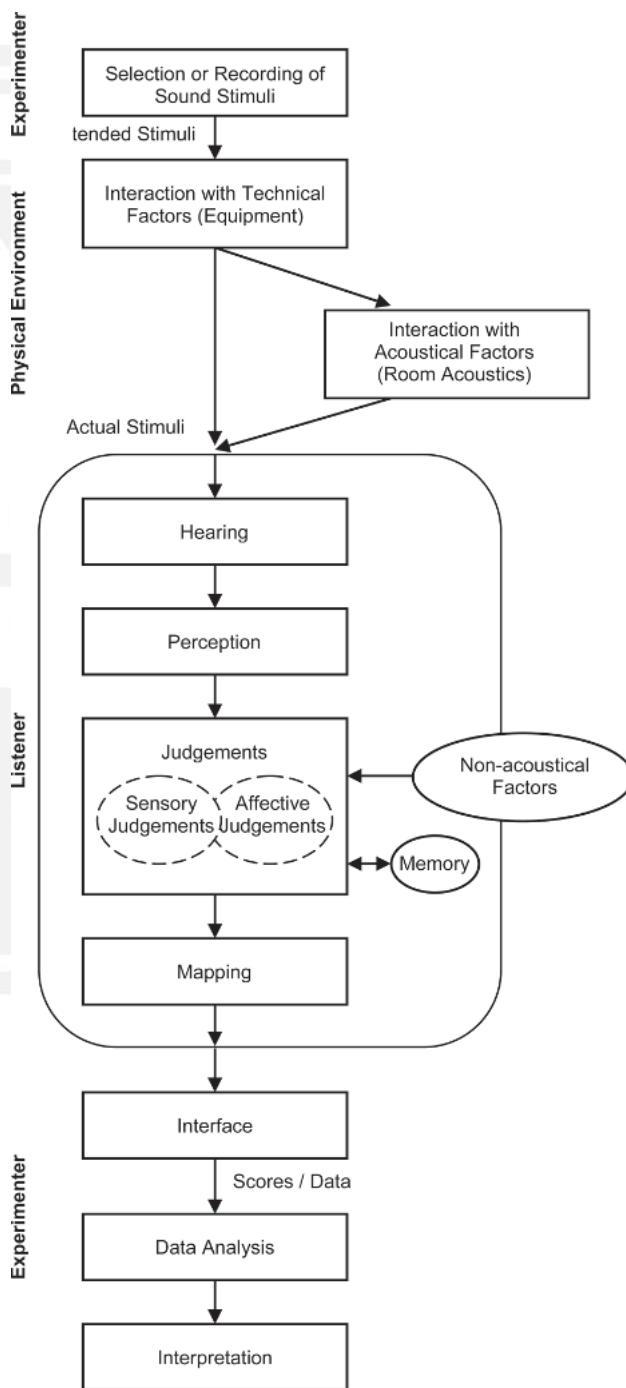 Experimenter
Selection or Recording of
Sound Stimuli
tended Stimuli
Physical Environment
Interaction with Technical
Factors (Equipment)
Interaction with
Acoustical Factors
(Room Acoustics)
Actual Stimuli
Listener
Hearing
Perception
Judgements
Sensory
Judgements
Affective
Judgements
Non-acoustical
Factors
Memory
Mapping
Experimenter
Interface
Scores / Data
Data Analysis
Interpretation